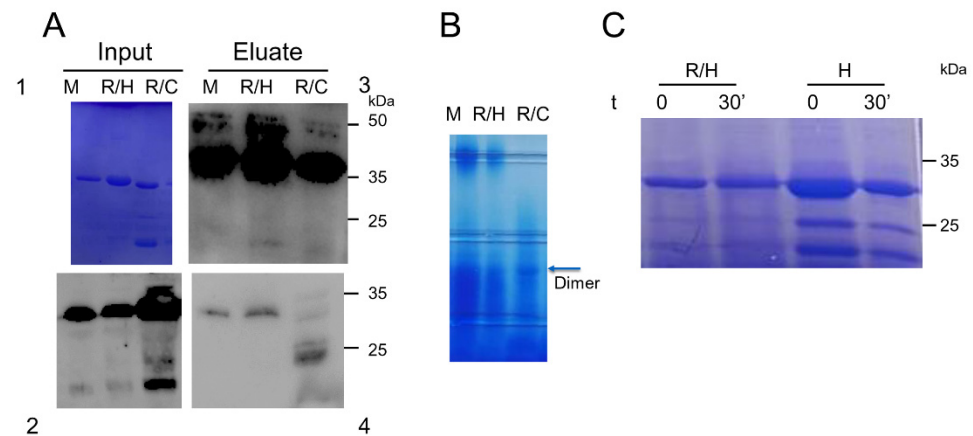 A
Input Eluate
1 M R/H R/C M R/H R/C 3
kDa
50
35
25
35
25
2 4
B
M R/H R/C
Dimer
C
R/H H kDa
t 0 30' 0 30'
35
25